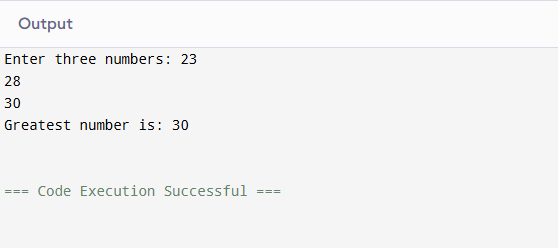 Output
Enter three numbers: 23
28
30
Greatest number is: 30
=== Code Execution Successful ===